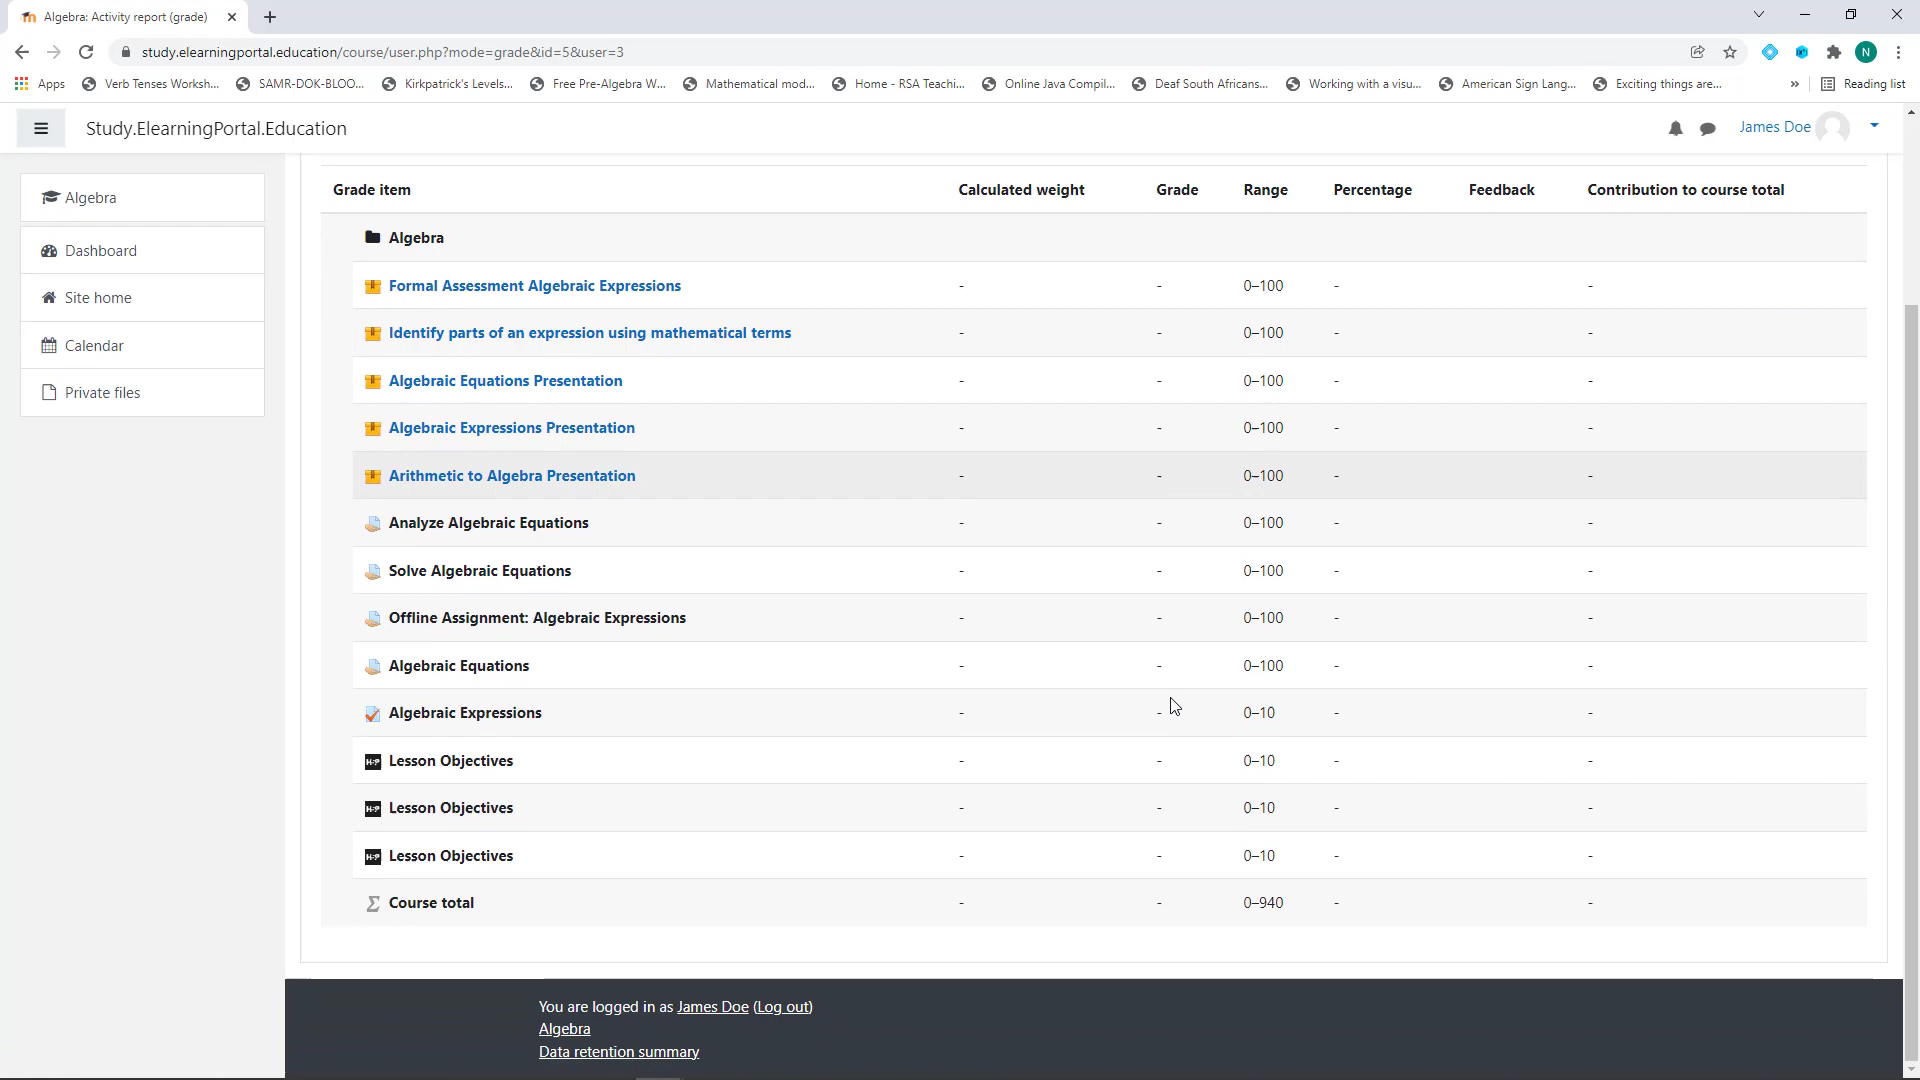 Algebra: Activity report (grade)
study.elearningportal.education/course/user.php?mode=grade&id=5&user=3
N
Apps Verb Tenses Worksh... SAMR-DOK-BLOO... Kirkpatrick's Levels... Free Pre-Algebra W... Mathematical mod... Home - RSA Teachi... Online Java Compil... Deaf South Africans... Working with a visu... American Sign Lang... Exciting things are... » Reading list
Study.ElearningPortal.Education
James Doe
Algebra
Dashboard
Site home
Calendar
Private files
Grade item Calculated weight Grade Range Percentage Feedback Contribution to course total
Algebra
Formal Assessment Algebraic Expressions - - 0–100 - -
Identify parts of an expression using mathematical terms - - 0–100 - -
Algebraic Equations Presentation - - 0–100 - -
Algebraic Expressions Presentation - - 0–100 - -
Arithmetic to Algebra Presentation - - 0–100 - -
Analyze Algebraic Equations - - 0–100 - -
Solve Algebraic Equations - - 0–100 - -
Offline Assignment: Algebraic Expressions - - 0–100 - -
Algebraic Equations - - 0–100 - -
Algebraic Expressions - - 0–10 - -
H-P Lesson Objectives - - 0–10 - -
H-P Lesson Objectives - - 0–10 - -
H-P Lesson Objectives - - 0–10 - -
Σ Course total - - 0–940 - -
You are logged in as James Doe (Log out)
Algebra
Data retention summary